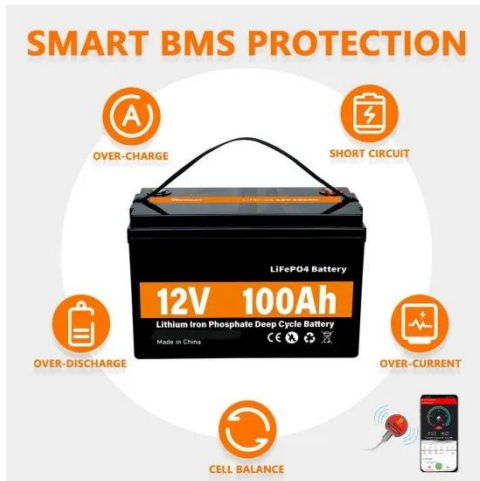 SMART BMS PROTECTION
OVER-CHARGE
SHORT CIRCUIT
LiFePO4 Battery
12V 100Ah
Lithium Iron Phosphate Deep Cycle Battery
Made in China
CE
OVER-DISCHARGE
OVER-CURRENT
CELL BALANCE